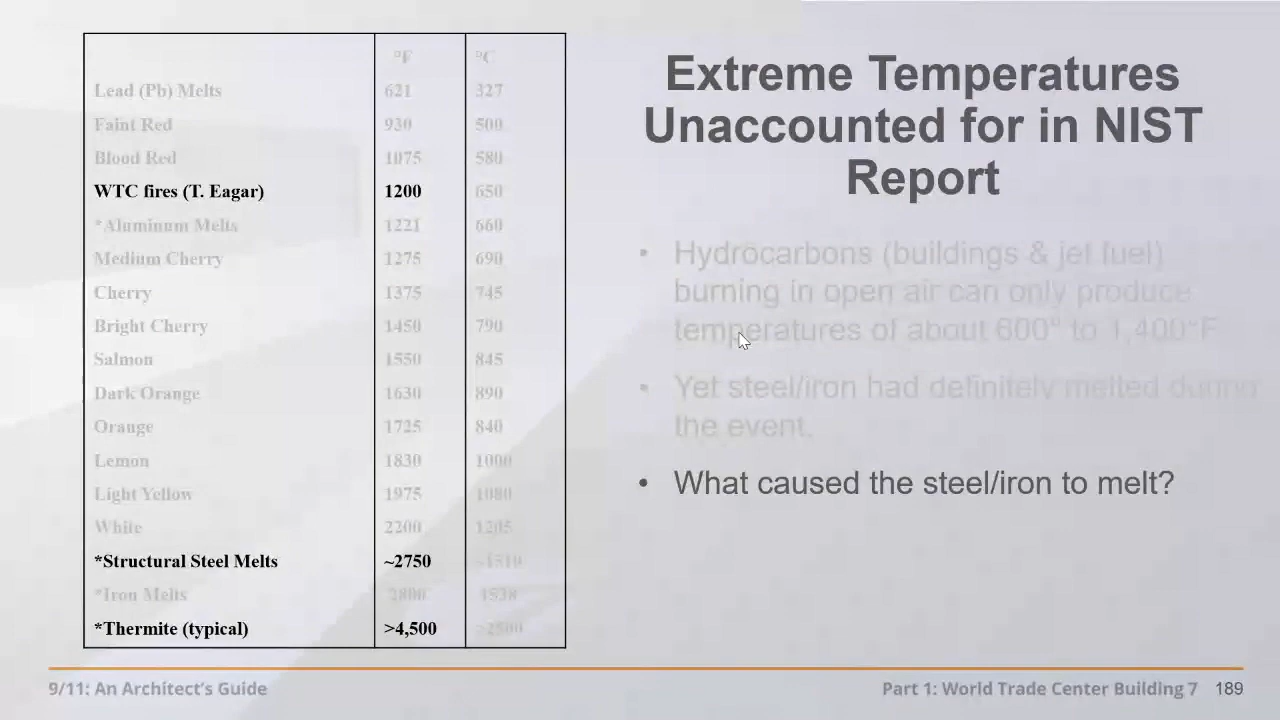 °F °C
Lead (Pb) Melts 621 327
Faint Red 930 500
Blood Red 1075 580
WTC fires (T. Eagar) 1200 650
*Aluminum Melts 1221 660
Medium Cherry 1275 690
Cherry 1375 745
Bright Cherry 1450 790
Salmon 1550 845
Dark Orange 1630 890
Orange 1725 840
Lemon 1830 1000
Light Yellow 1975 1080
White 2200 1205
*Structural Steel Melts ~2750 ~1510
*Iron Melts 2800 1538
*Thermite (typical) >4,500 >2500
Extreme Temperatures
Unaccounted for in NIST
Report
• Hydrocarbons (buildings & jet fuel)
burning in open air can only produce
temperatures of about 600° to 1,400°F
• Yet steel/iron had definitely melted during
the event.
• What caused the steel/iron to melt?
9/11: An Architect's Guide
Part 1: World Trade Center Building 7 189